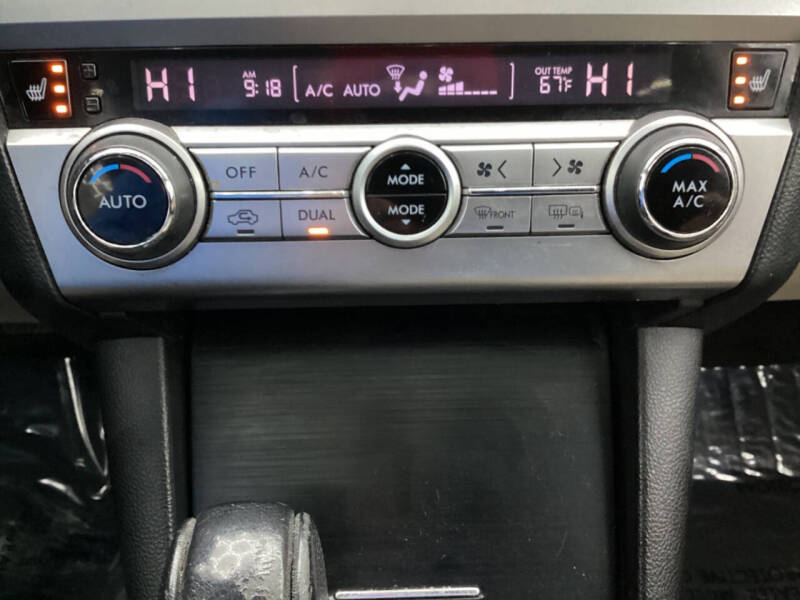 HI AM 9:18 A/C AUTO OUT TEMP 67°F HI
OFF A/C
AUTO
DUAL
MODE
MODE
FRONT
MAX
A/C